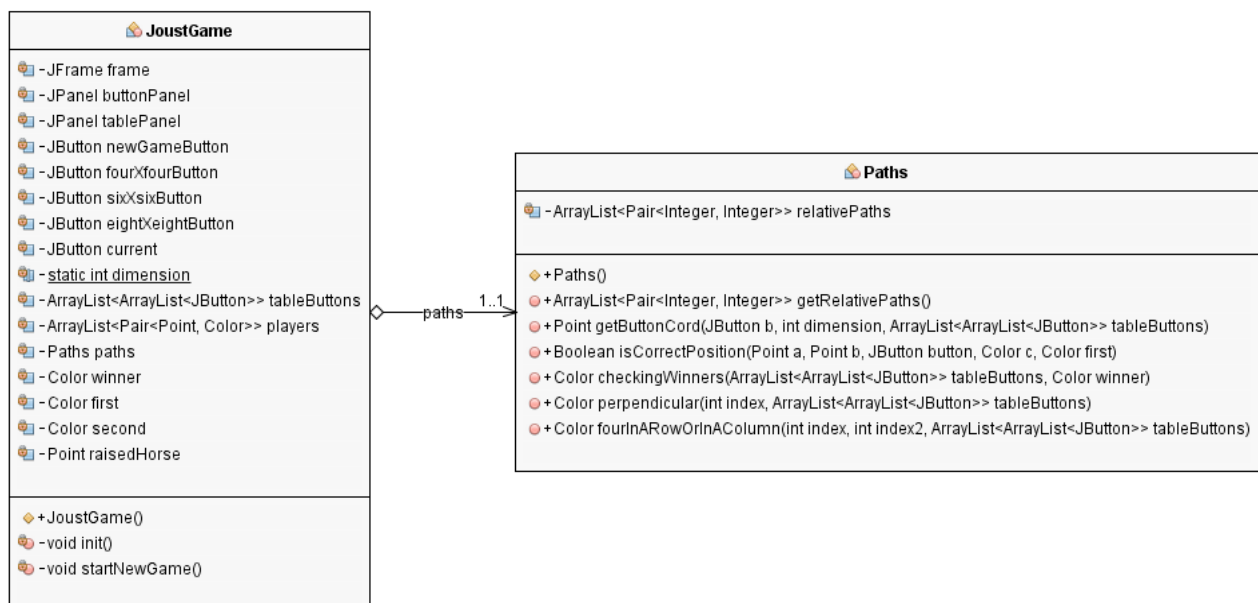 JoustGame
-JFrame frame
-JPanel buttonPanel
-JPanel tablePanel
-JButton newGameButton
-JButton fourXfourButton
-JButton sixXsixButton
-JButton eightXeightButton
-JButton current
-static int dimension
-ArrayList<ArrayList<JButton>> tableButtons
-ArrayList<Pair<Point, Color>> players
-Paths paths
-Color winner
-Color first
-Color second
-Point raisedHorse
+JoustGame()
-void init()
-void startNewGame()
paths
1..1
Paths
-ArrayList<Pair<Integer, Integer>> relativePaths
+Paths()
+ArrayList<Pair<Integer, Integer>> getRelativePaths()
+Point getButtonCord(JButton b, int dimension, ArrayList<ArrayList<JButton>> tableButtons)
+Boolean isCorrectPosition(Point a, Point b, JButton button, Color c, Color first)
+Color checkingWinners(ArrayList<ArrayList<JButton>> tableButtons, Color winner)
+Color perpendicular(int index, ArrayList<ArrayList<JButton>> tableButtons)
+Color fourInARowOrInAColumn(int index, int index2, ArrayList<ArrayList<JButton>> tableButtons)